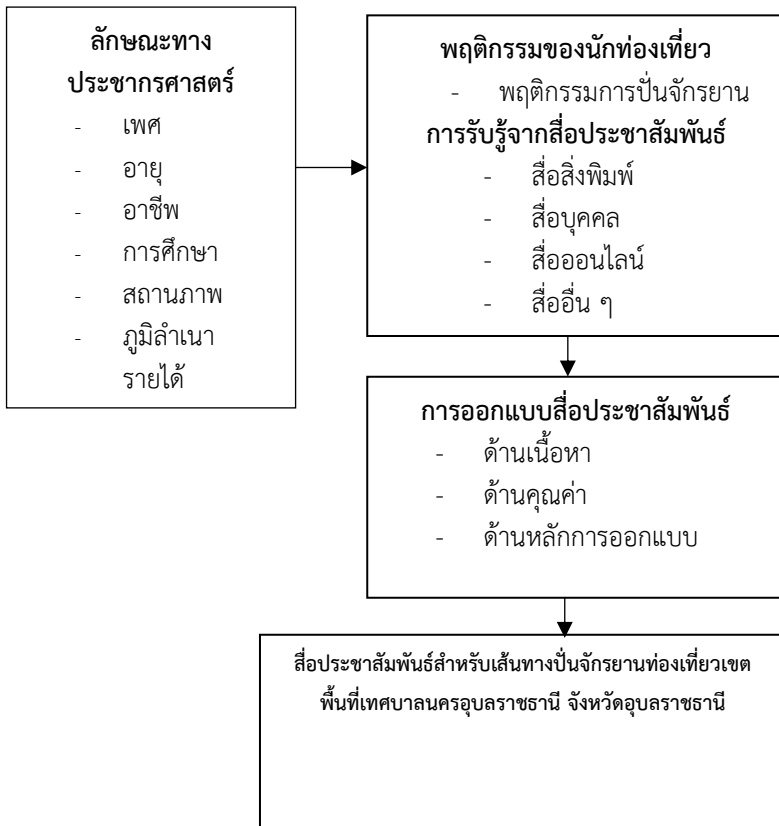 ลักษณะทาง
ประชากรศาสตร์
- เพศ
- อายุ
- อาชีพ
- การศึกษา
- สถานภาพ
- ภูมิลำเนา
รายได้
พฤติกรรมของนักท่องเที่ยว
- พฤติกรรมการปั่นจักรยาน
การรับรู้จากสื่อประชาสัมพันธ์
- สื่อสิ่งพิมพ์
- สื่อบุคคล
- สื่อออนไลน์
- สื่ออื่น ๆ
การออกแบบสื่อประชาสัมพันธ์
- ด้านเนื้อหา
- ด้านคุณค่า
- ด้านหลักการออกแบบ
สื่อประชาสัมพันธ์สำหรับเส้นทางปั่นจักรยานท่องเที่ยวเขต
พื้นที่เทศบาลนครอุบลราชธานี จังหวัดอุบลราชธานี